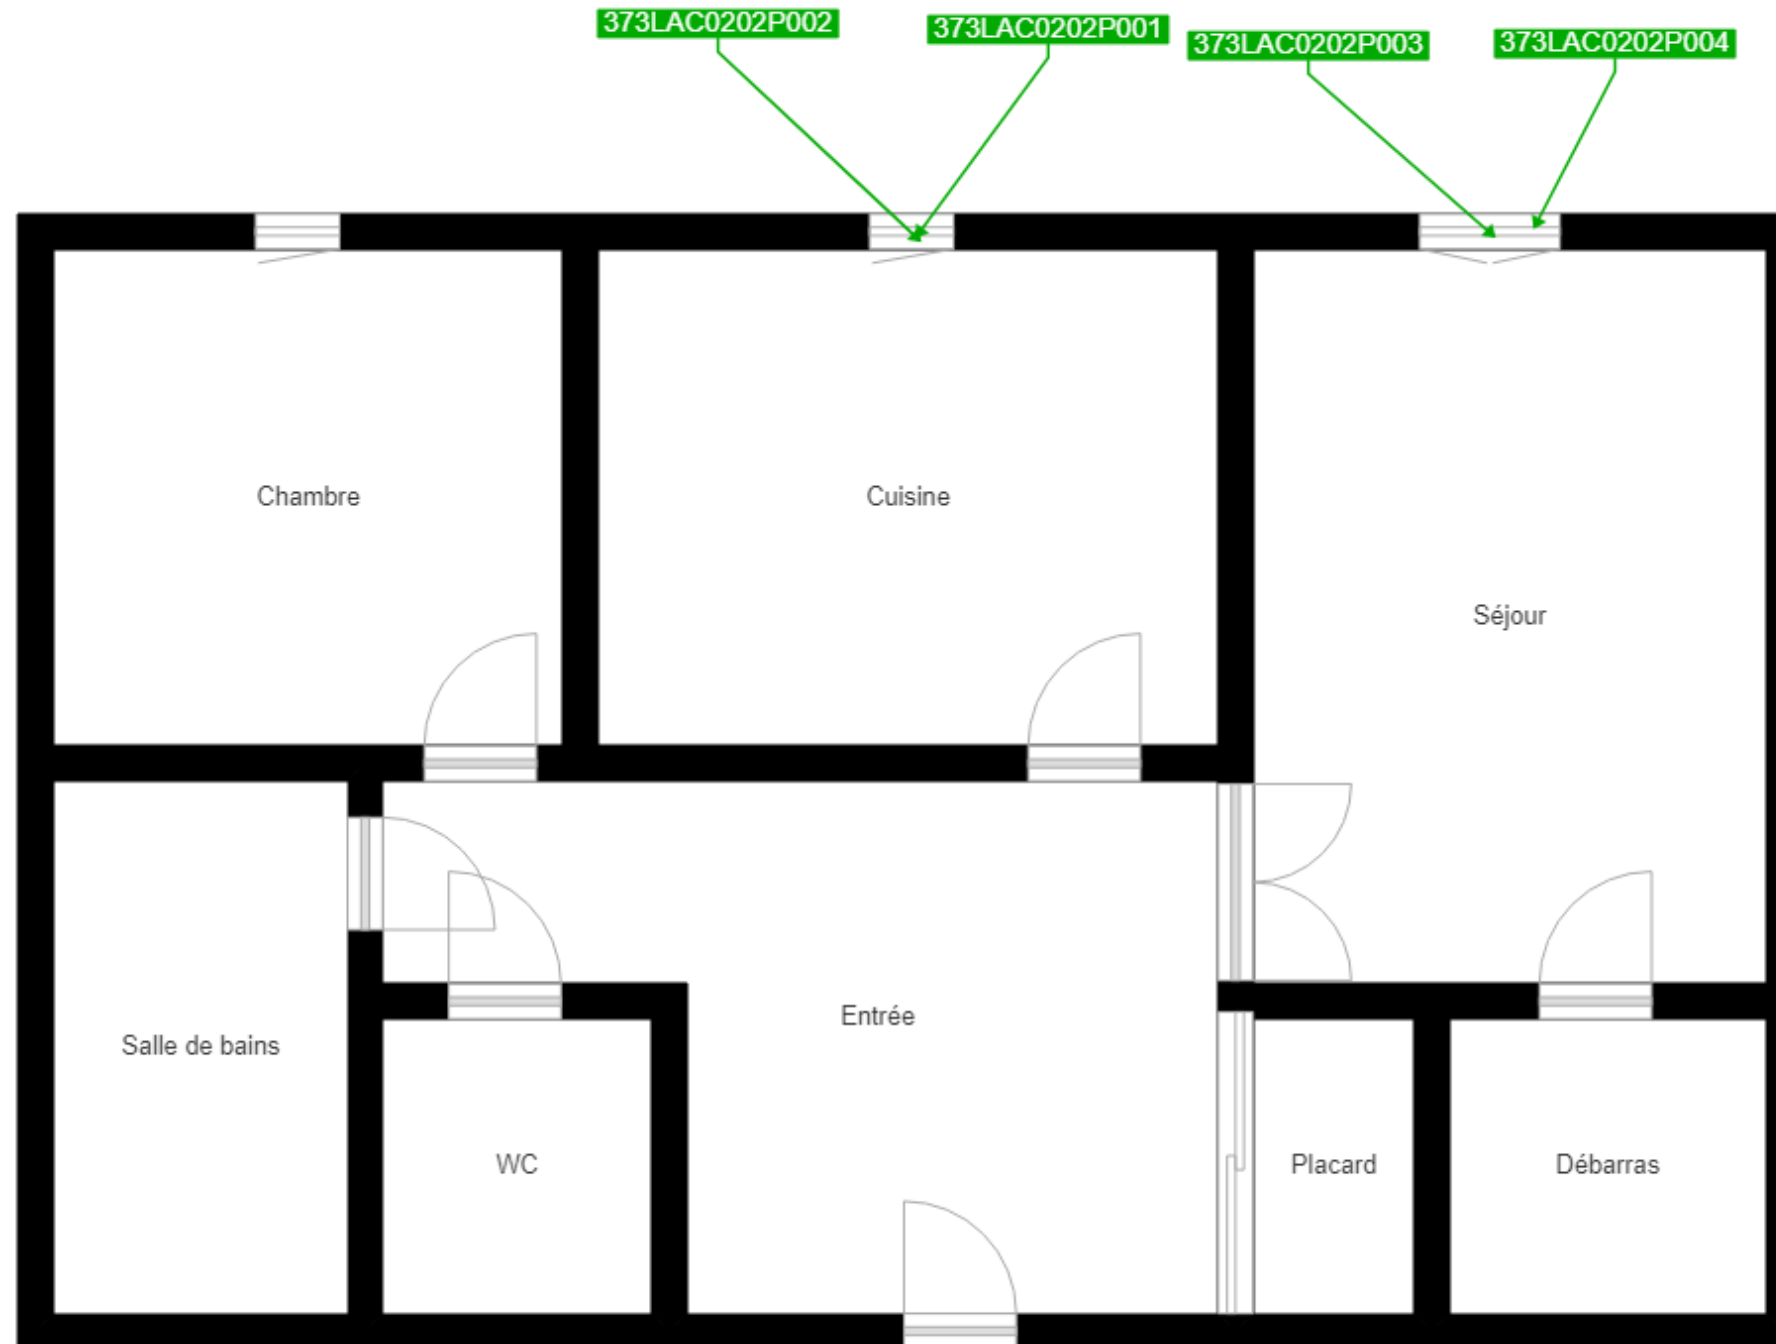 373LAC0202P002
373LAC0202P001
373LAC0202P003
373LAC0202P004
Chambre
Cuisine
Séjour
Entrée
Salle de bains
WC
Placard
Débarras